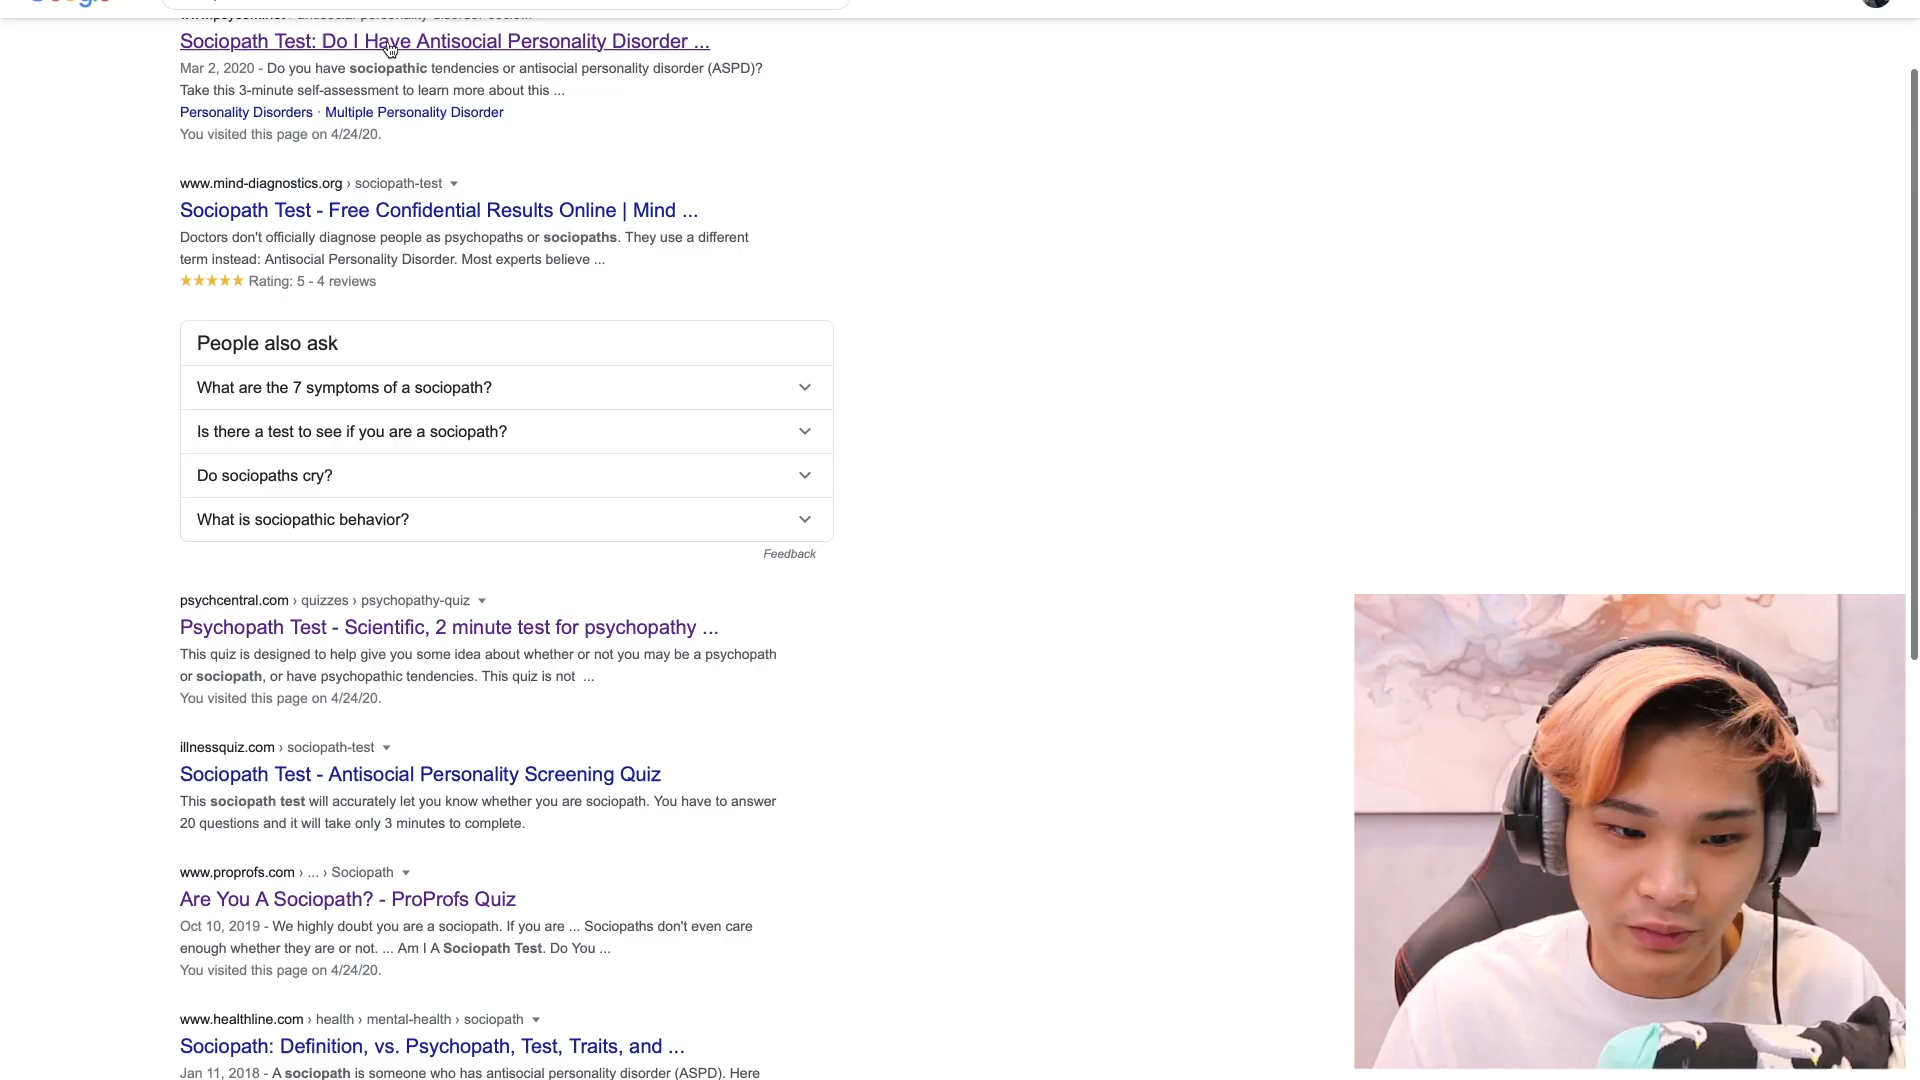 Sociopath Test: Do I Have Antisocial Personality Disorder ...
Mar 2, 2020 - Do you have sociopathic tendencies or antisocial personality disorder (ASPD)?
Take this 3-minute self-assessment to learn more about this ...
Personality Disorders · Multiple Personality Disorder
You visited this page on 4/24/20.
www.mind-diagnostics.org › sociopath-test
Sociopath Test - Free Confidential Results Online | Mind ...
Doctors don't officially diagnose people as psychopaths or sociopaths. They use a different
term instead: Antisocial Personality Disorder. Most experts believe ...
Rating: 5 - 4 reviews
People also ask
What are the 7 symptoms of a sociopath?
Is there a test to see if you are a sociopath?
Do sociopaths cry?
What is sociopathic behavior?
Feedback
psychcentral.com › quizzes › psychopathy-quiz
Psychopath Test - Scientific, 2 minute test for psychopathy ...
This quiz is designed to help give you some idea about whether or not you may be a psychopath
or sociopath, or have psychopathic tendencies. This quiz is not ...
You visited this page on 4/24/20.
illnessquiz.com › sociopath-test
Sociopath Test - Antisocial Personality Screening Quiz
This sociopath test will accurately let you know whether you are sociopath. You have to answer
20 questions and it will take only 3 minutes to complete.
www.proprofs.com › ... › Sociopath
Are You A Sociopath? - ProProfs Quiz
Oct 10, 2019 - We highly doubt you are a sociopath. If you are ... Sociopaths don't even care
enough whether they are or not. ... Am I A Sociopath Test. Do You ...
You visited this page on 4/24/20.
www.healthline.com › health › mental-health › sociopath
Sociopath: Definition, vs. Psychopath, Test, Traits, and ...
Jan 11, 2018 - A sociopath is someone who has antisocial personality disorder (ASPD). Here